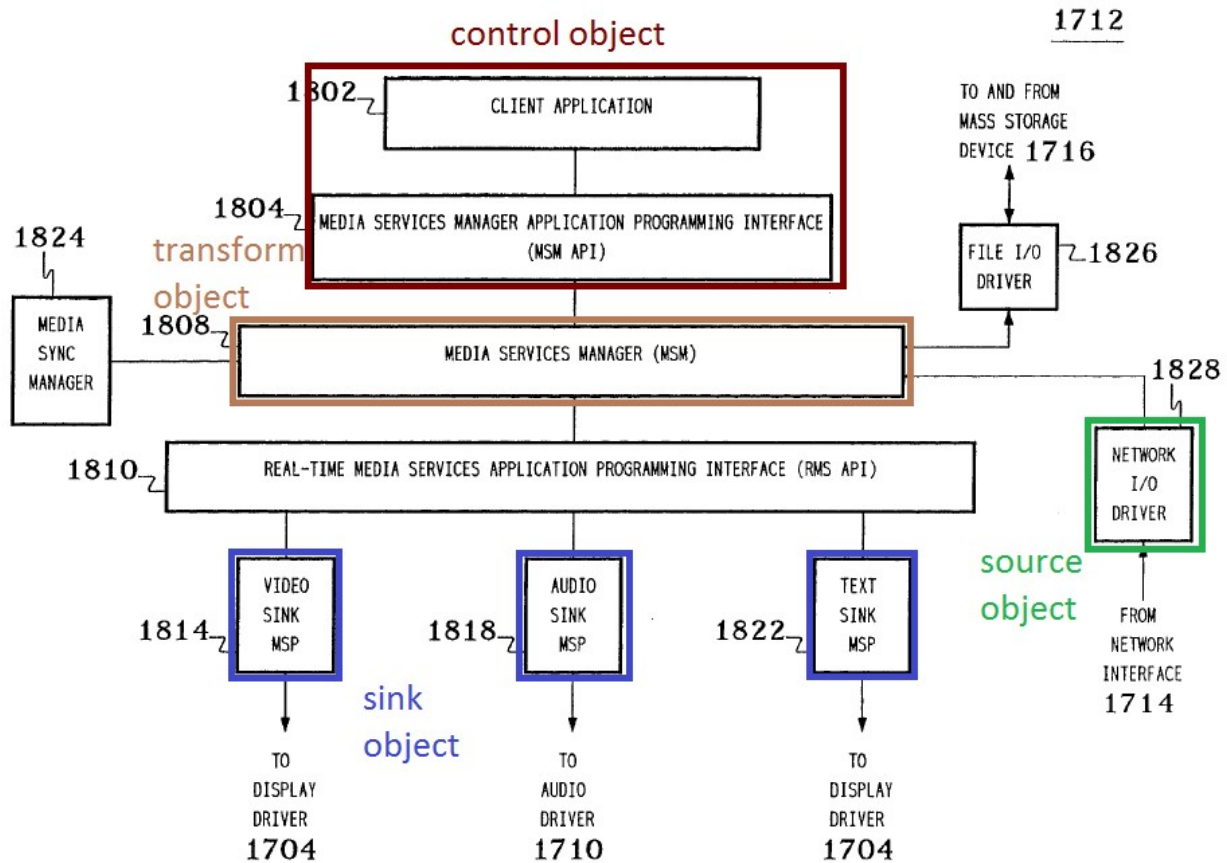 control object
1712
1802
CLIENT APPLICATION
TO AND FROM
MASS STORAGE
DEVICE 1716
1804
MEDIA SERVICES MANAGER APPLICATION PROGRAMMING INTERFACE
(MSM API)
1824
transform
object
FILE I/O
DRIVER
1826
MEDIA
SYNC
MANAGER
1808
MEDIA SERVICES MANAGER (MSM)
1828
1810
REAL-TIME MEDIA SERVICES APPLICATION PROGRAMMING INTERFACE (RMS API)
NETWORK
I/O
DRIVER
source
object
VIDEO
SINK
MSP
1814
AUDIO
SINK
MSP
1818
TEXT
SINK
MSP
1822
FROM
NETWORK
INTERFACE
1714
sink
object
TO
DISPLAY
DRIVER
1704
TO
AUDIO
DRIVER
1710
TO
DISPLAY
DRIVER
1704